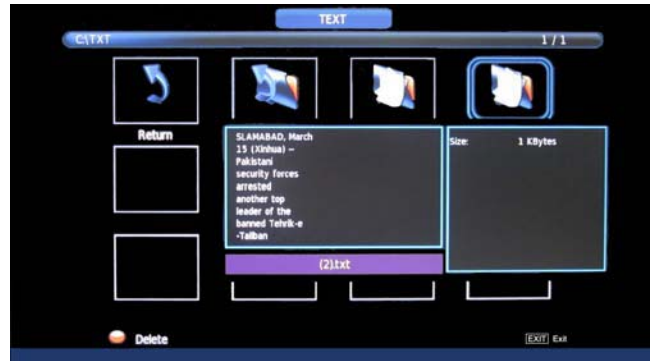 TEXT
C:\TXT 1 / 1
Return
SLAMABAD, March
15 (Xinhua) --
Pakistani
security forces
arrested
another top
leader of the
banned Tehrik-e
-Taliban
Size: 1 KBytes
(2).txt
Delete
EXIT Exit